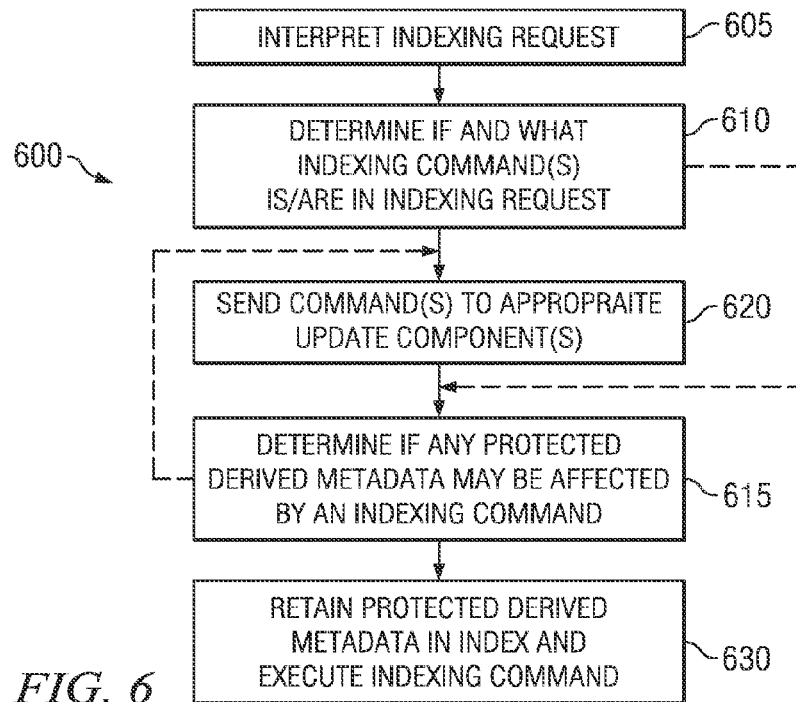 INTERPRET INDEXING REQUEST
605
DETERMINE IF AND WHAT
INDEXING COMMAND(S)
IS/ARE IN INDEXING REQUEST
610
600
SEND COMMAND(S) TO APPROPRAITE
UPDATE COMPONENT(S)
620
DETERMINE IF ANY PROTECTED
DERIVED METADATA MAY BE AFFECTED
BY AN INDEXING COMMAND
615
RETAIN PROTECTED DERIVED
METADATA IN INDEX AND
EXECUTE INDEXING COMMAND
630
FIG. 6